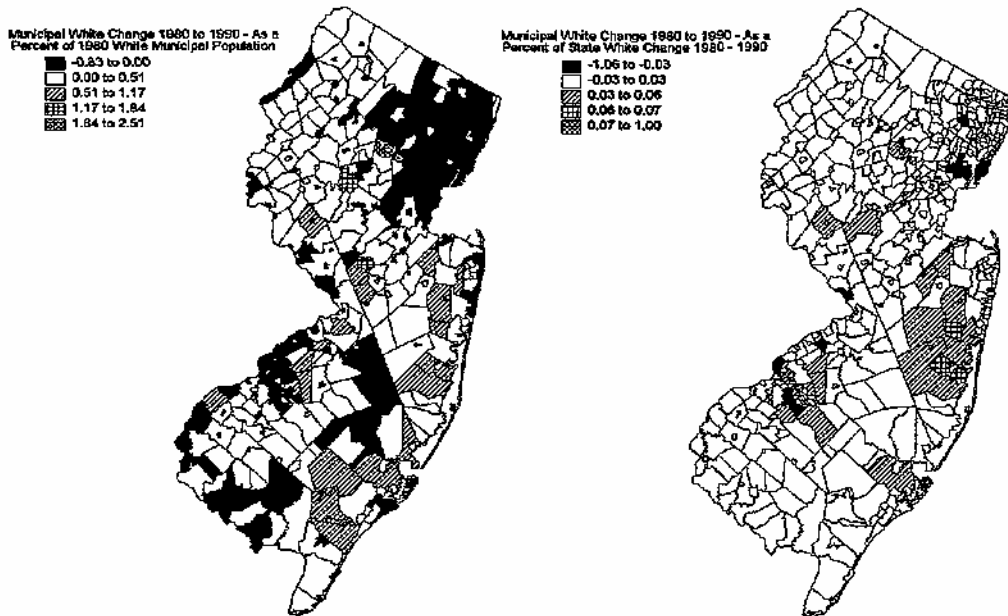 Municipal White Change 1980 to 1990 - As a
Percent of 1980 White Municipal Population
-0.83 to 0.00
0.00 to 0.51
0.51 to 1.17
1.17 to 1.84
1.84 to 2.51
Municipal White Change 1980 to 1990 - As a
Percent of State White Change 1980 - 1990
-1.06 to -0.03
-0.03 to 0.03
0.03 to 0.06
0.06 to 0.07
0.07 to 1.00